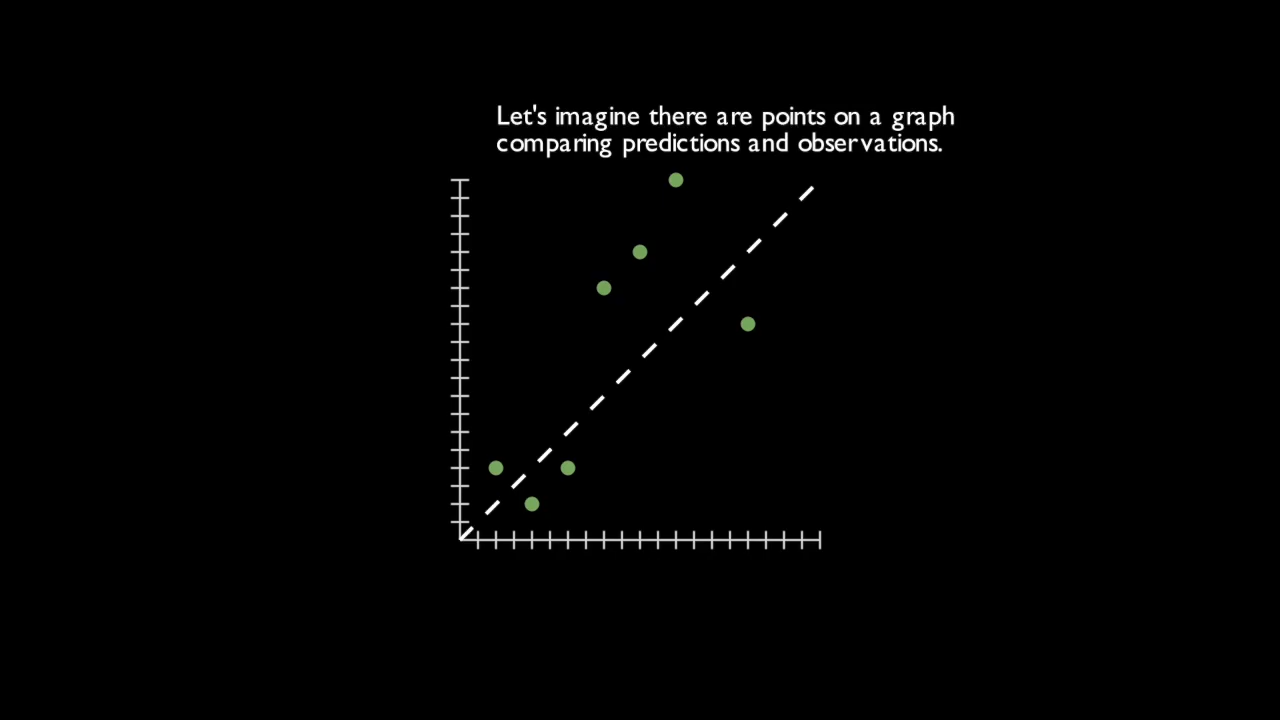 Let's imagine there are points on a graph
comparing predictions and observations.